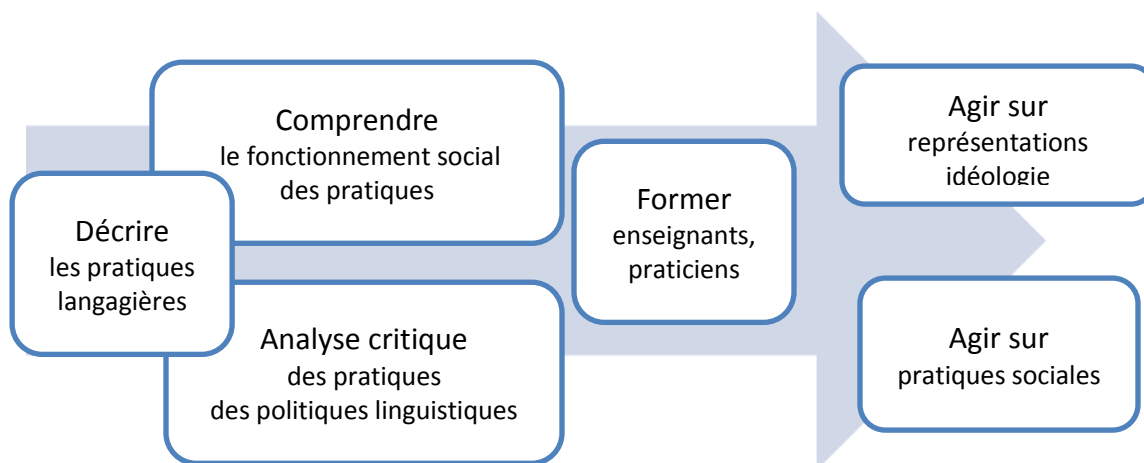 Décrire
les pratiques
langagières
Comprendre
le fonctionnement social
des pratiques
Analyse critique
des pratiques
des politiques linguistiques
Former
enseignants,
praticiens
Agir sur
représentations
idéologie
Agir sur
pratiques sociales